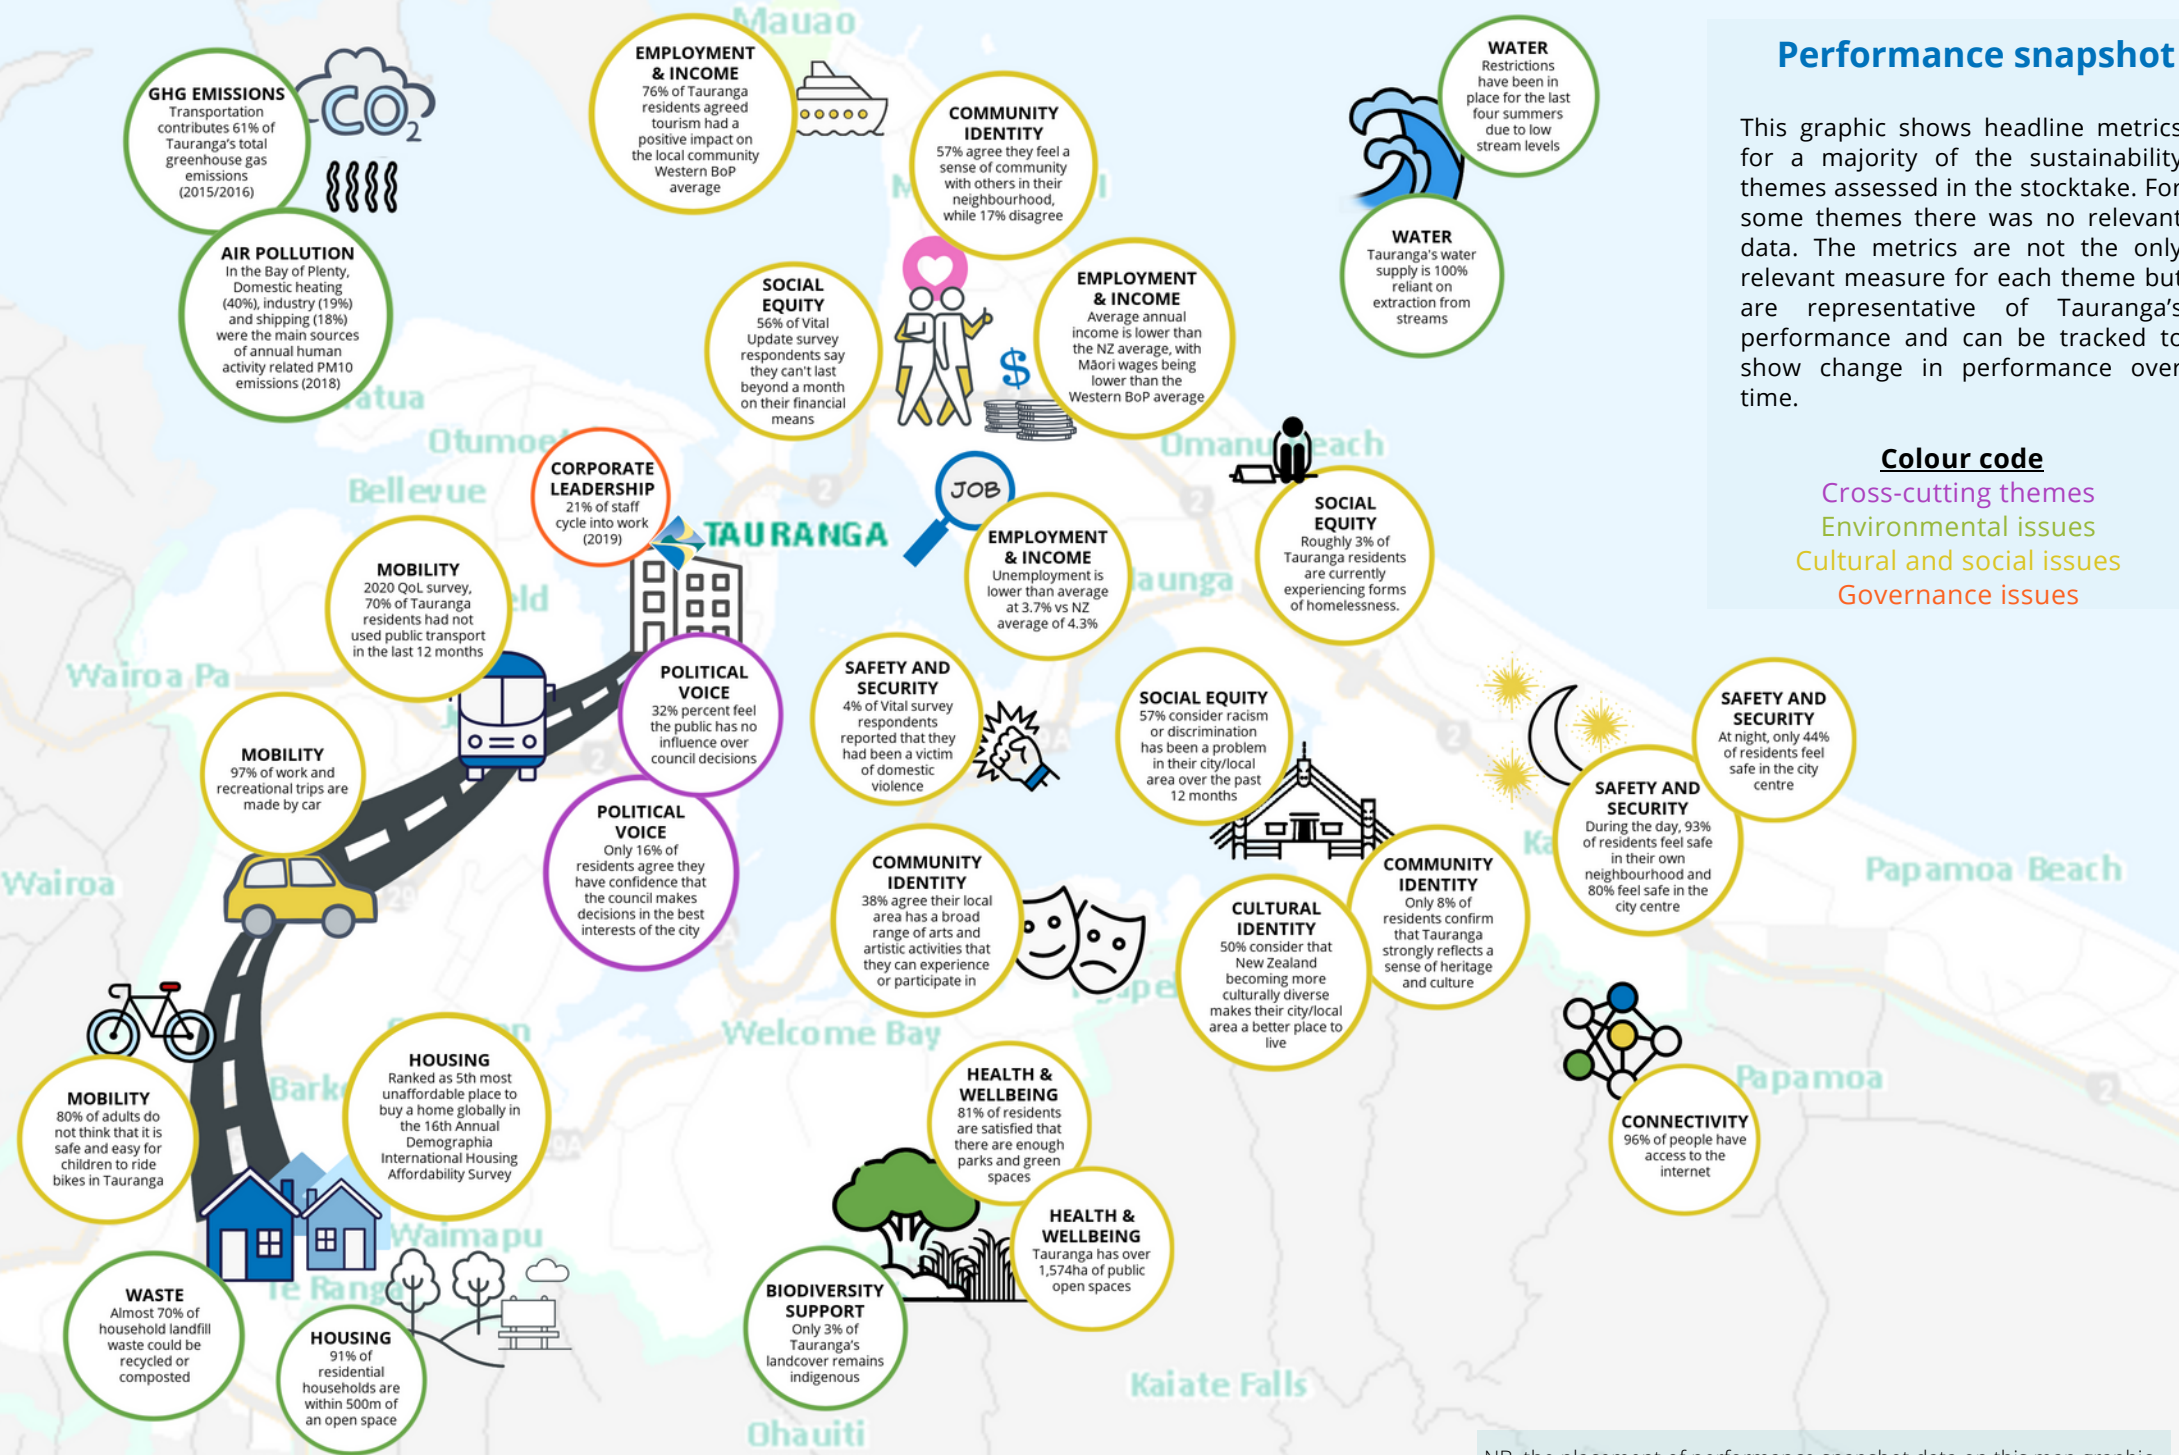 Mauao
GHG EMISSIONS
Transportation
contributes 61% of
Tauranga's total
greenhouse gas
emissions
(2015/2016)
CO2
AIR POLLUTION
In the Bay of Plenty,
Domestic heating
(40%), industry (19%)
and shipping (18%)
were the main sources
of annual human
activity related PM10
emissions (2018)
EMPLOYMENT
& INCOME
76% of Tauranga
residents agreed
tourism had a
positive impact on
the local community
Western BoP
average
COMMUNITY
IDENTITY
57% agree they feel a
sense of community
with others in their
neighbourhood,
while 17% disagree
WATER
Restrictions
have been in
place for the last
four summers
due to low
stream levels
WATER
Tauranga's water
supply is 100%
reliant on
extraction from
streams
Performance snapshot
This graphic shows headline metrics
for a majority of the sustainability
themes assessed in the stocktake. For
some themes there was no relevant
data. The metrics are not the only
relevant measure for each theme but
are representative of Tauranga's
performance and can be tracked to
show change in performance over
time.
Colour code
Cross-cutting themes
Environmental issues
Cultural and social issues
Governance issues
SOCIAL
EQUITY
56% of Vital
Update survey
respondents say
they can't last
beyond a month
on their financial
means
$
EMPLOYMENT
& INCOME
Average annual
income is lower than
the NZ average, with
Māori wages being
lower than the
Western BoP average
Bellevue
CORPORATE
LEADERSHIP
21% of staff
cycle into work
(2019)
TAURANGA
JOB
EMPLOYMENT
& INCOME
Unemployment is
lower than average
at 3.7% vs NZ
average of 4.3%
SOCIAL
EQUITY
Roughly 3% of
Tauranga residents
are currently
experiencing forms
of homelessness.
2
2
MOBILITY
2020 QoL survey,
70% of Tauranga
residents had not
used public transport
in the last 12 months
Wairoa Pa
MOBILITY
97% of work and
recreational trips are
made by car
2
POLITICAL
VOICE
32% percent feel
the public has no
influence over
council decisions
POLITICAL
VOICE
Only 16% of
residents agree they
have confidence that
the council makes
decisions in the best
interests of the city
SAFETY AND
SECURITY
4% of Vital survey
respondents
reported that they
had been a victim
of domestic
violence
SOCIAL EQUITY
57% consider racism
or discrimination
has been a problem
in their city/local
area over the past
12 months
2
SAFETY AND
SECURITY
At night, only 44%
of residents feel
safe in the city
centre
SAFETY AND
SECURITY
During the day, 93%
of residents feel safe
in their own
neighbourhood and
80% feel safe in the
city centre
Papamoa Beach
Wairoa
29
COMMUNITY
IDENTITY
38% agree their local
area has a broad
range of arts and
artistic activities that
they can experience
or participate in
CULTURAL
IDENTITY
50% consider that
New Zealand
becoming more
culturally diverse
makes their city/local
area a better place to
live
COMMUNITY
IDENTITY
Only 8% of
residents confirm
that Tauranga
strongly reflects a
sense of heritage
and culture
Welcome Bay
MOBILITY
80% of adults do
not think that it is
safe and easy for
children to ride
bikes in Tauranga
HOUSING
Ranked as 5th most
unaffordable place to
buy a home globally in
the 16th Annual
Demographia
International Housing
Affordability Survey
HEALTH &
WELLBEING
81% of residents
are satisfied that
there are enough
parks and green
spaces
HEALTH &
WELLBEING
Tauranga has over
1,574ha of public
open spaces
Papamoa
2
CONNECTIVITY
96% of people have
access to the
internet
Waimapu
WASTE
Almost 70% of
household landfill
waste could be
recycled or
composted
HOUSING
91% of
residential
households are
within 500m of
an open space
BIODIVERSITY
SUPPORT
Only 3% of
Tauranga's
landcover remains
indigenous
Kaiate Falls
Ohauiti